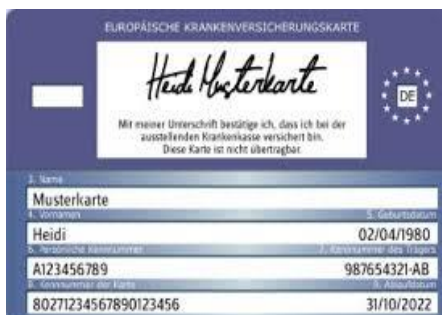 EUROPÄISCHE KRANKENVERSICHERUNGSKARTE
Heidi Musterkarte
DE
Mit meiner Unterschrift bestätige ich, dass ich bei der
ausstellenden Krankenkasse versichert bin.
Diese Karte ist nicht übertragbar.
3. Name
Musterkarte
4. Vornamen 5. Geburtsdatum
Heidi 02/04/1980
6. Persönliche Kennnummer 7. Kennnummer des Trägers
A123456789 987654321-AB
8. Kennnummer der Karte 9. Ablaufdatum
80271234567890123456 31/10/2022